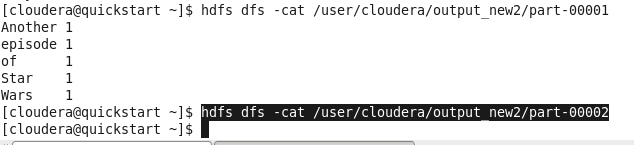 [cloudera@quickstart ~]$ hdfs dfs -cat /user/cloudera/output_new2/part-00001
Another 1
episode 1
of      1
Star    1
Wars    1
[cloudera@quickstart ~]$ hdfs dfs -cat /user/cloudera/output_new2/part-00002
[cloudera@quickstart ~]$